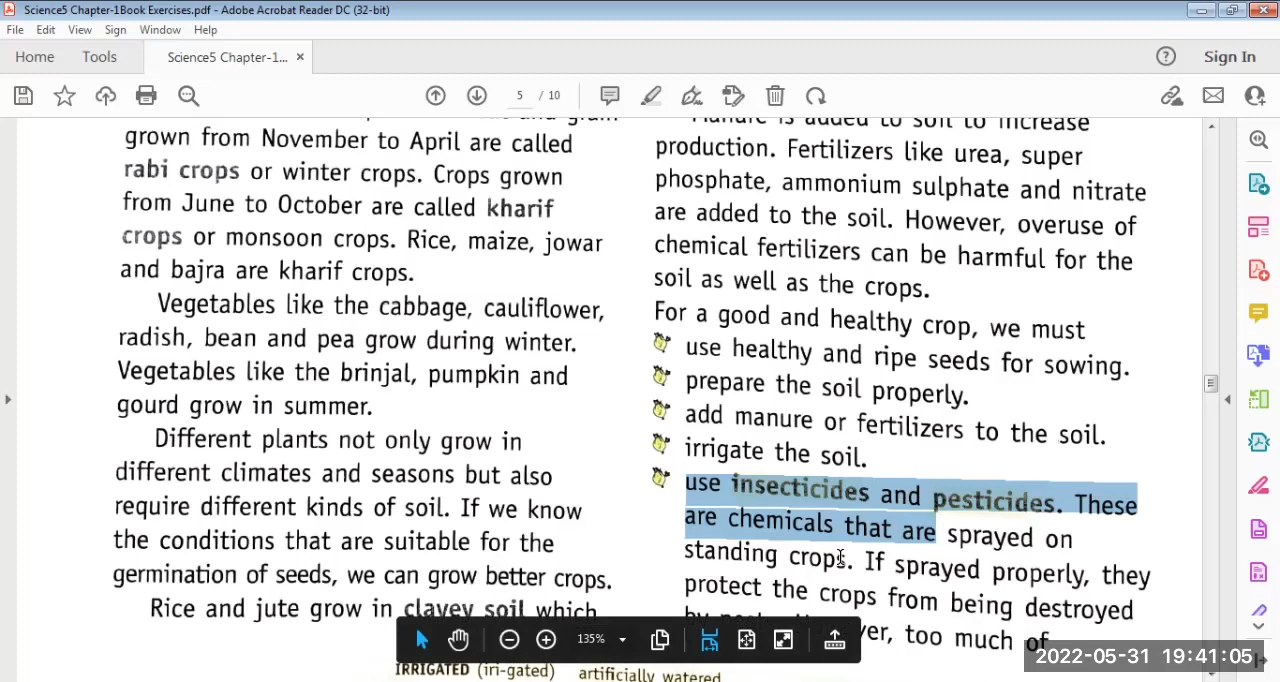 Science5 Chapter-1Book Exercises.pdf - Adobe Acrobat Reader DC (32-bit)
File Edit View Sign Window Help
Home Tools Science5 Chapter-1... × Sign In
5 / 10
grown from November to April are called
rabi crops or winter crops. Crops grown
from June to October are called kharif
crops or monsoon crops. Rice, maize, jowar
and bajra are kharif crops.
Vegetables like the cabbage, cauliflower,
radish, bean and pea grow during winter.
Vegetables like the brinjal, pumpkin and
gourd grow in summer.
Different plants not only grow in
different climates and seasons but also
require different kinds of soil. If we know
the conditions that are suitable for the
germination of seeds, we can grow better crops.
Rice and jute grow in clayey soil which
Manure is added to soil to increase
production. Fertilizers like urea, super
phosphate, ammonium sulphate and nitrate
are added to the soil. However, overuse of
chemical fertilizers can be harmful for the
soil as well as the crops.
For a good and healthy crop, we must
use healthy and ripe seeds for sowing.
prepare the soil properly.
add manure or fertilizers to the soil.
irrigate the soil.
use insecticides and pesticides. These
are chemicals that are sprayed on
standing crops. If sprayed properly, they
protect the crops from being destroyed
too much of
135%
IRRIGATED (iri-gated) artificially watered
2022-05-31 19:41:05